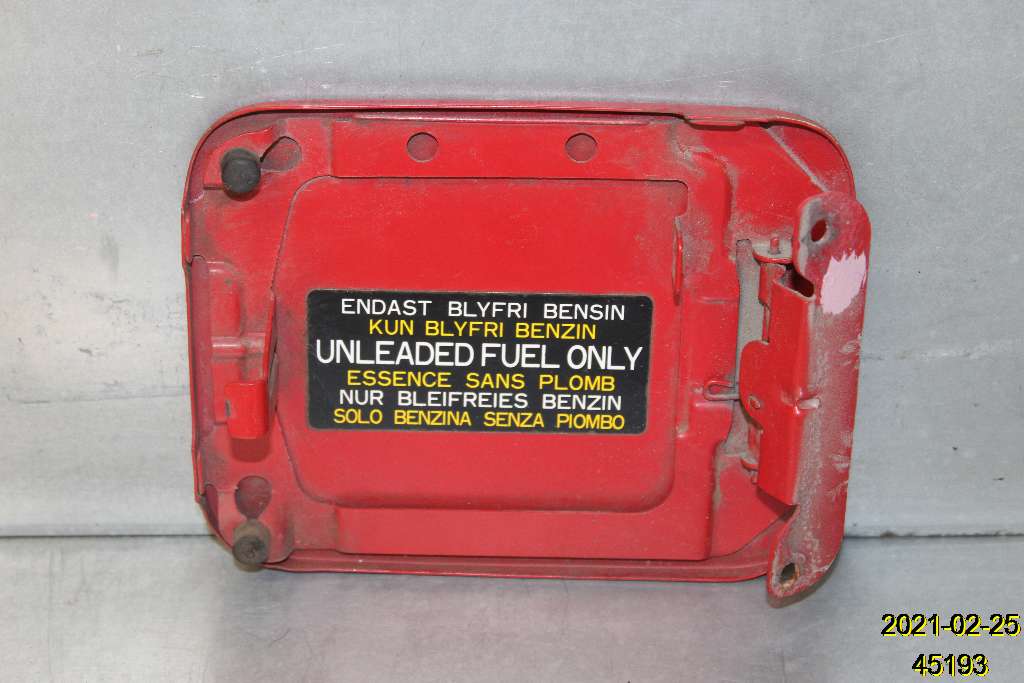 ENDAST BLYFRI BENSIN
KUN BLYFRI BENZIN
UNLEADED FUEL ONLY
ESSENCE SANS PLOMB
NUR BLEIFREIES BENZIN
SOLO BENZINA SENZA PIOMBO
2021-02-25
45193